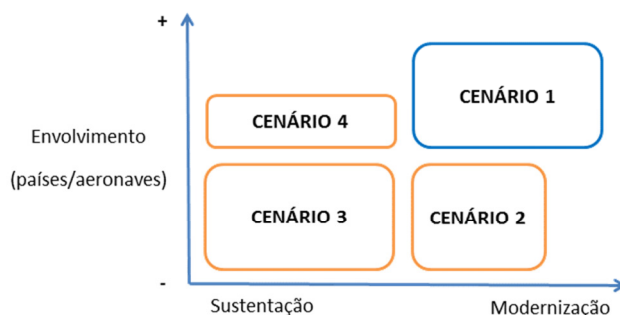 +
CENÁRIO 1
CENÁRIO 4
Envolvimento
(países/aeronaves)
CENÁRIO 3
CENÁRIO 2
-
Sustentação
Modernização